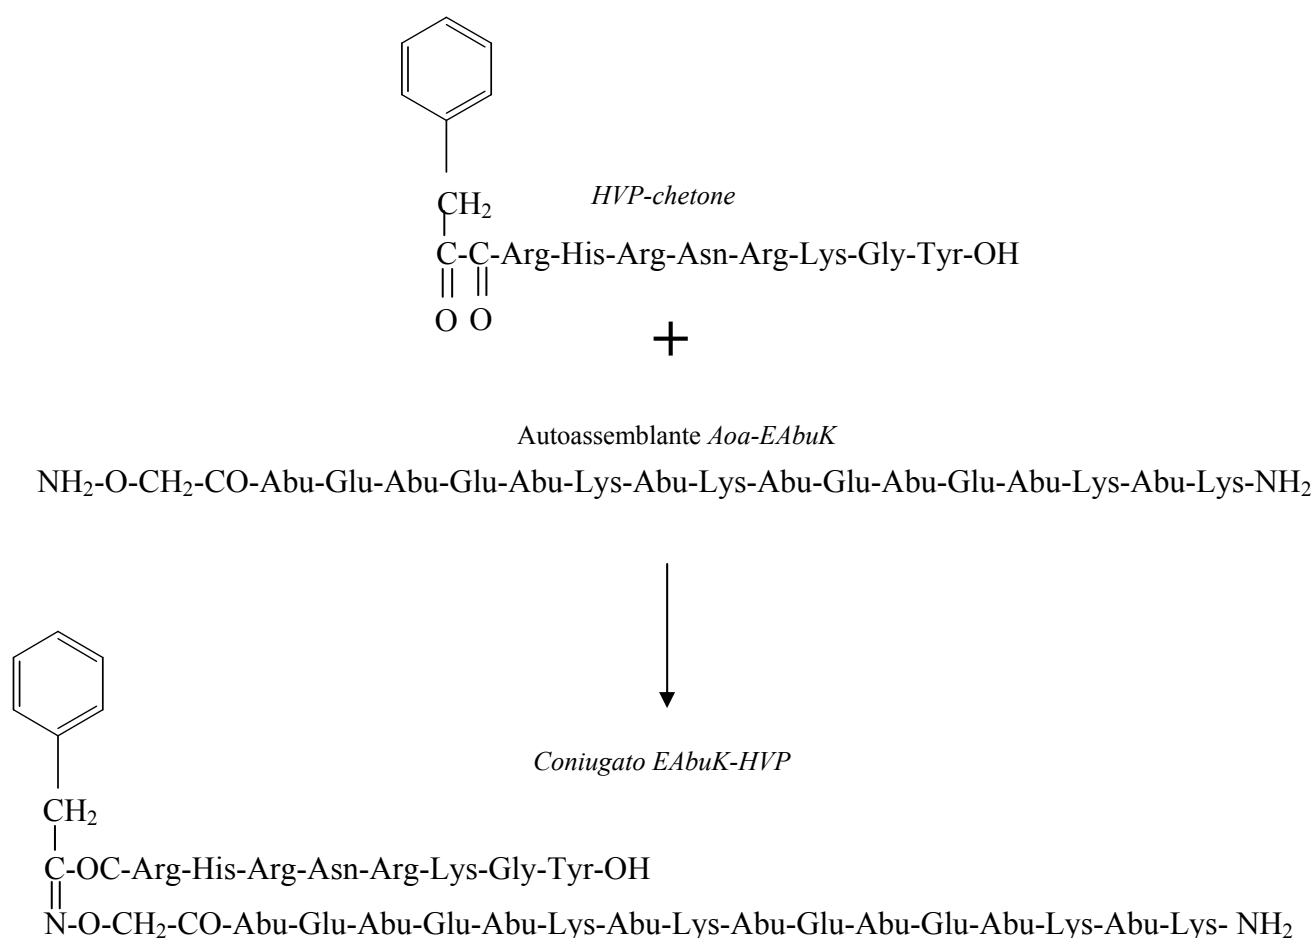 HVP-chetone
CH₂
C-C-Arg-His-Arg-Asn-Arg-Lys-Gly-Tyr-OH
O O
+
Autoassemblante Aoa-EAbuK
NH₂-O-CH₂-CO-Abu-Glu-Abu-Glu-Abu-Lys-Abu-Lys-Abu-Glu-Abu-Glu-Abu-Lys-Abu-Lys-NH₂
Coniugato EAbuK-HVP
CH₂
C-OC-Arg-His-Arg-Asn-Arg-Lys-Gly-Tyr-OH
N-O-CH₂-CO-Abu-Glu-Abu-Glu-Abu-Lys-Abu-Lys-Abu-Glu-Abu-Glu-Abu-Lys-Abu-Lys- NH₂